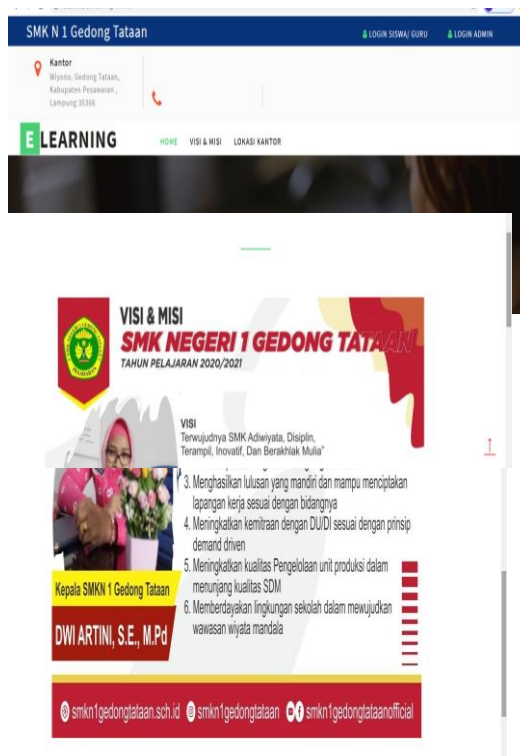 SMK N 1 Gedong Tataan
LOGIN SISWA/ GURU
LOGIN ADMIN
Kantor
Wiyono, Gedong Tataan,
Kabupaten Pesawaran ,
Lampung 35366
E LEARNING
HOME
VISI & MISI
LOKASI KANTOR
VISI & MISI
SMK NEGERI 1 GEDONG TATAAN
TAHUN PELAJARAN 2020/2021
VISI
Terwujudnya SMK Adiwiyata, Disiplin,
Terampil, Inovatif, Dan Berakhlak Mulia"
3. Menghasilkan lulusan yang mandiri dan mampu menciptakan
lapangan kerja sesuai dengan bidangnya
4. Meningkatkan kemitraan dengan DU/DI sesuai dengan prinsip
demand driven
5. Meningkatkan kualitas Pengelolaan unit produksi dalam
menunjang kualitas SDM
6. Memberdayakan lingkungan sekolah dalam mewujudkan
wawasan wiyata mandala
Kepala SMKN 1 Gedong Tataan
DWI ARTINI, S.E., M.Pd
smkn1gedongtataan.sch.id
smkn1gedongtataan
smkn1gedongtataanofficial